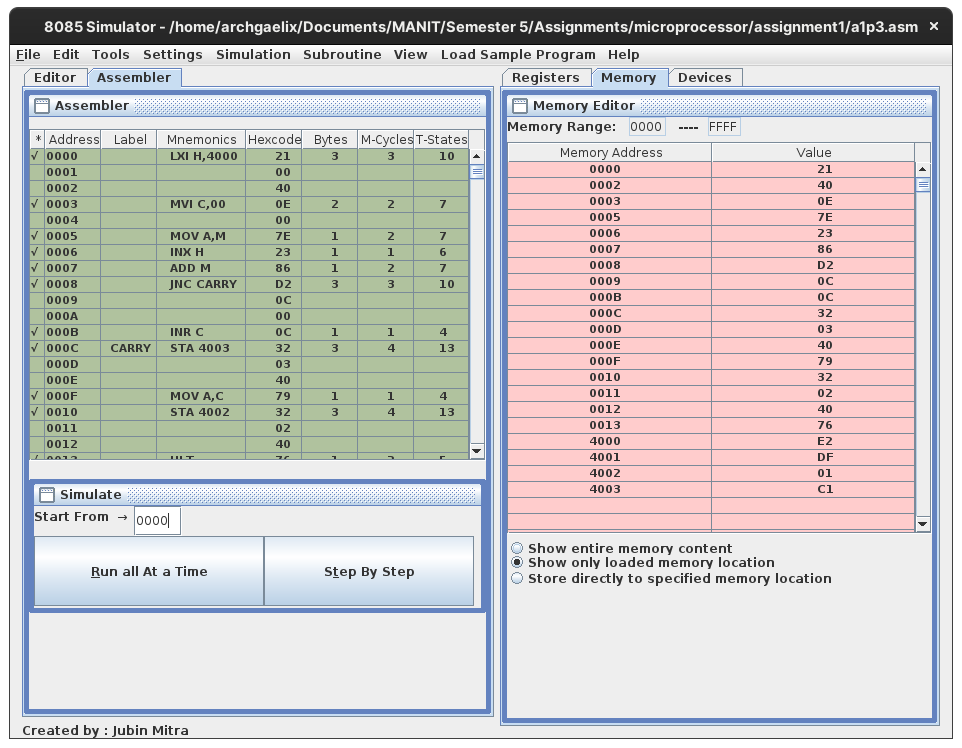 8085 Simulator - /home/archgaelix/Documents/MANIT/Semester 5/Assignments/microprocessor/assignment1/a1p3.asm ×
File Edit Tools Settings Simulation Subroutine View Load Sample Program Help
Editor Assembler
Assembler
* Address Label Mnemonics Hexcode Bytes M-Cycles T-States
√ 0000 LXI H,4000 21 3 3 10
0001 00
0002 40
√ 0003 MVI C,00 0E 2 2 7
0004 00
√ 0005 MOV A,M 7E 1 2 7
√ 0006 INX H 23 1 1 6
√ 0007 ADD M 86 1 2 7
√ 0008 JNC CARRY D2 3 3 10
0009 0C
000A 00
√ 000B INR C 0C 1 1 4
√ 000C CARRY STA 4003 32 3 4 13
000D 03
000E 40
√ 000F MOV A,C 79 1 1 4
√ 0010 STA 4002 32 3 4 13
0011 02
0012 40
√ 0013 HLT 76 1 2 5
Simulate
Start From → 0000
Run all At a Time Step By Step
Registers Memory Devices
Memory Editor
Memory Range: 0000 ---- FFFF
Memory Address Value
0000 21
0002 40
0003 0E
0005 7E
0006 23
0007 86
0008 D2
0009 0C
000B 0C
000C 32
000D 03
000E 40
000F 79
0010 32
0011 02
0012 40
0013 76
4000 E2
4001 DF
4002 01
4003 C1
Show entire memory content
Show only loaded memory location
Store directly to specified memory location
Created by : Jubin Mitra